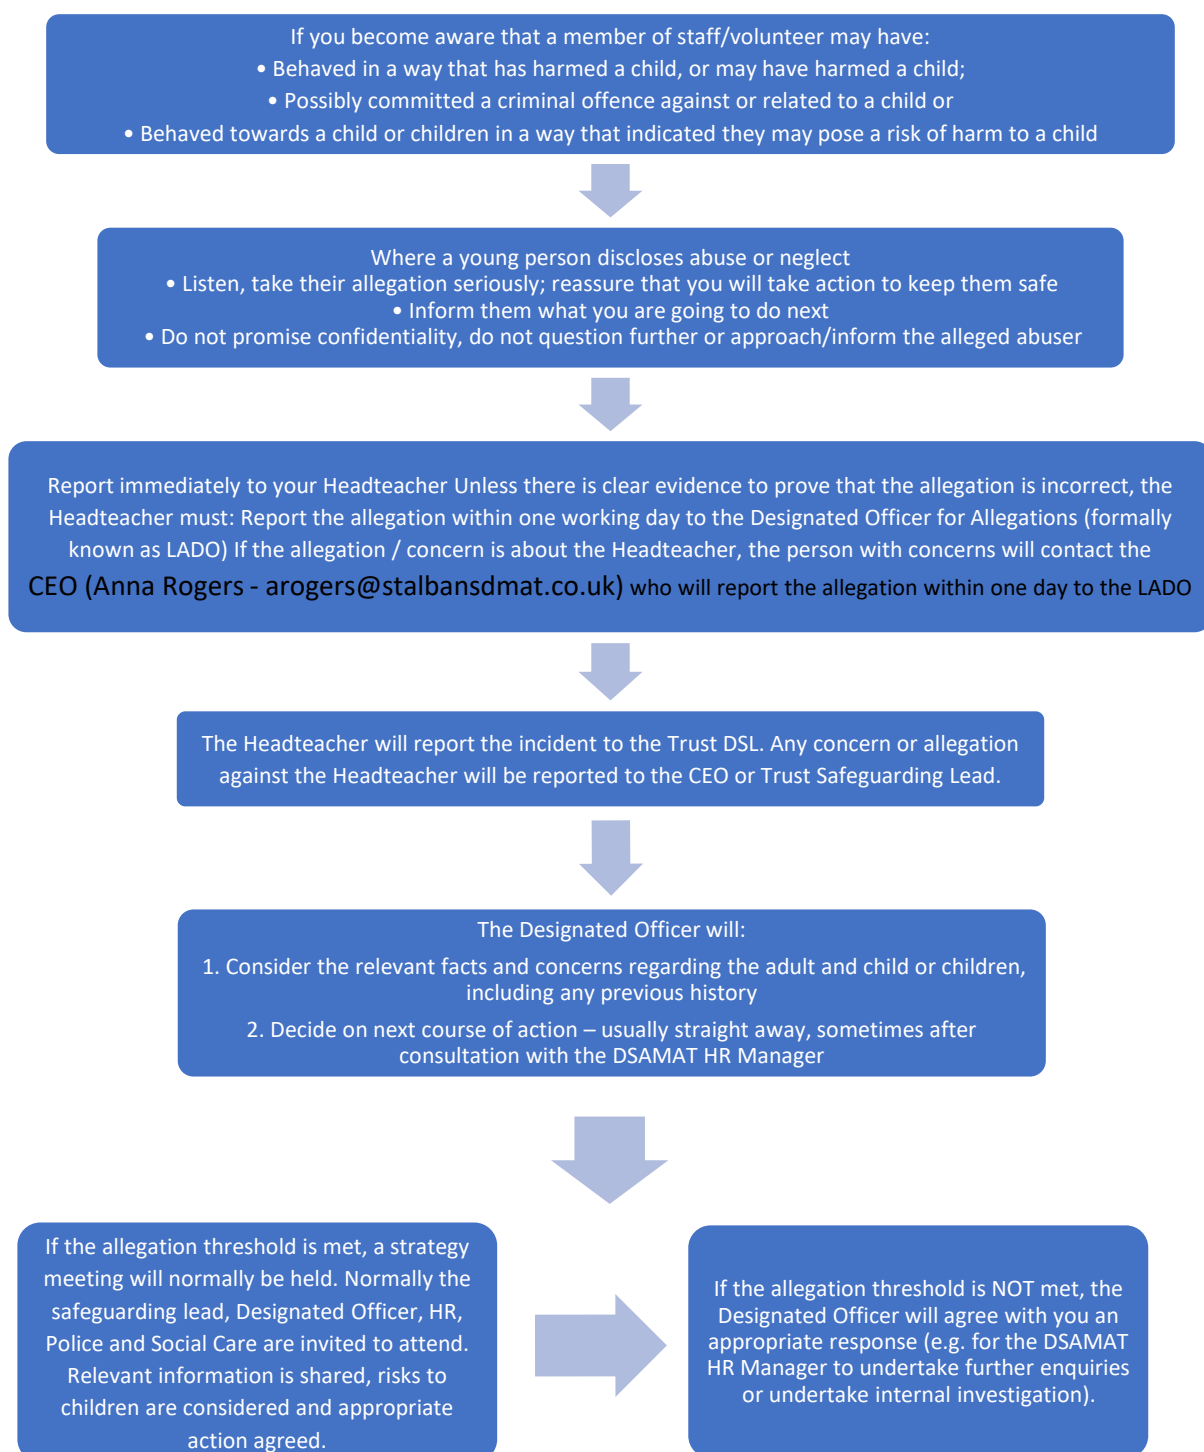 If you become aware that a member of staff/volunteer may have:
• Behaved in a way that has harmed a child, or may have harmed a child;
• Possibly committed a criminal offence against or related to a child or
• Behaved towards a child or children in a way that indicated they may pose a risk of harm to a child
Where a young person discloses abuse or neglect
• Listen, take their allegation seriously; reassure that you will take action to keep them safe
• Inform them what you are going to do next
• Do not promise confidentiality, do not question further or approach/inform the alleged abuser
Report immediately to your Headteacher Unless there is clear evidence to prove that the allegation is incorrect, the
Headteacher must: Report the allegation within one working day to the Designated Officer for Allegations (formally
known as LADO) If the allegation / concern is about the Headteacher, the person with concerns will contact the
CEO (Anna Rogers - arogers@stalbansdmat.co.uk) who will report the allegation within one day to the LADO
The Headteacher will report the incident to the Trust DSL. Any concern or allegation
against the Headteacher will be reported to the CEO or Trust Safeguarding Lead.
The Designated Officer will:
1. Consider the relevant facts and concerns regarding the adult and child or children,
including any previous history
2. Decide on next course of action – usually straight away, sometimes after
consultation with the DSAMAT HR Manager
If the allegation threshold is met, a strategy
meeting will normally be held. Normally the
safeguarding lead, Designated Officer, HR,
Police and Social Care are invited to attend.
Relevant information is shared, risks to
children are considered and appropriate
action agreed.
If the allegation threshold is NOT met, the
Designated Officer will agree with you an
appropriate response (e.g. for the DSAMAT
HR Manager to undertake further enquiries
or undertake internal investigation).